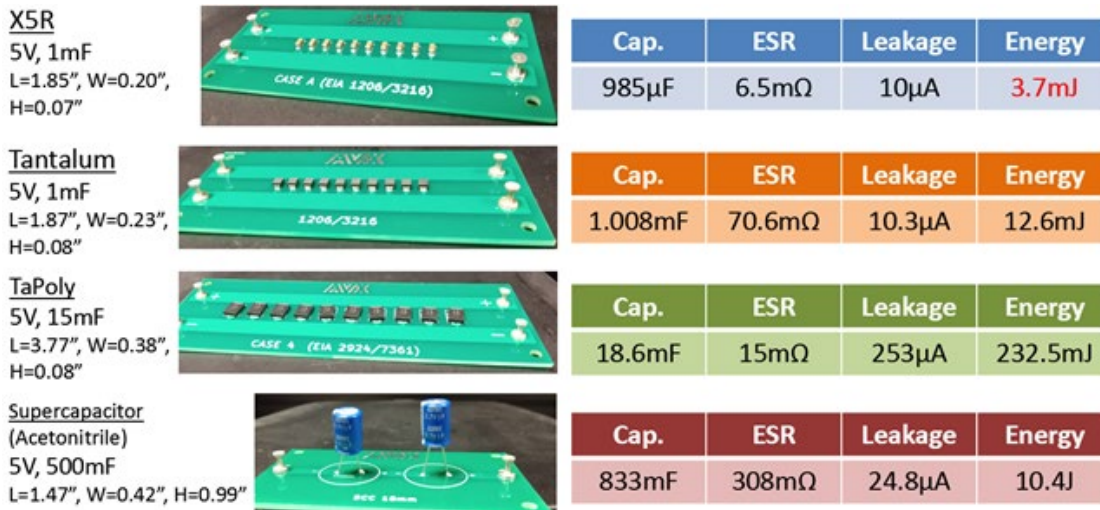 X5R
5V, 1mF
L=1.85”, W=0.20”,
H=0.07”
CASE A (EIA 1206/3216)
Cap. ESR Leakage Energy
985µF 6.5mΩ 10µA 3.7mJ
Tantalum
5V, 1mF
L=1.87”, W=0.23”,
H=0.08”
AVX
1206/3216
Cap. ESR Leakage Energy
1.008mF 70.6mΩ 10.3µA 12.6mJ
TaPoly
5V, 15mF
L=3.77”, W=0.38”,
H=0.08”
AVX
CASE 4 (EIA 2924/7361)
Cap. ESR Leakage Energy
18.6mF 15mΩ 253µA 232.5mJ
Supercapacitor
(Acetonitrile)
5V, 500mF
L=1.47”, W=0.42”, H=0.99”
SCC 18mm
Cap. ESR Leakage Energy
833mF 308mΩ 24.8µA 10.4J